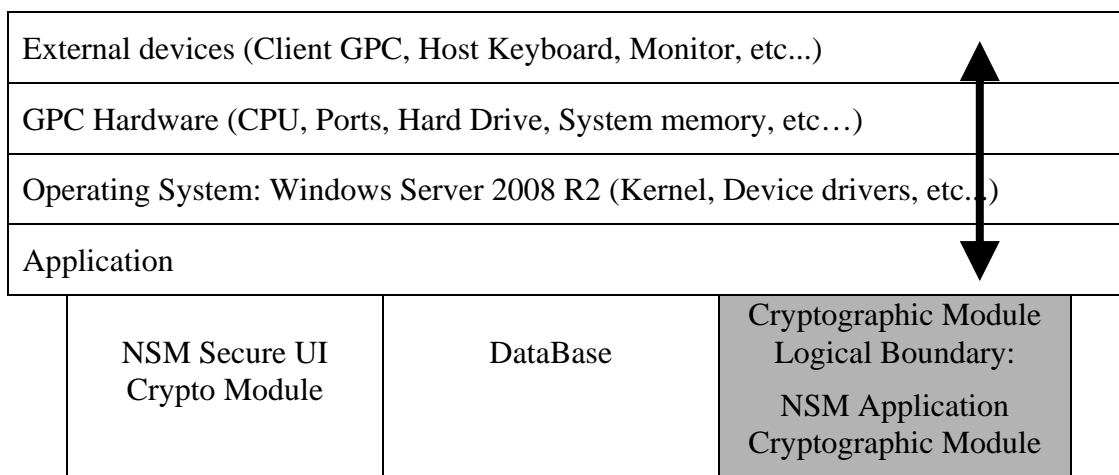 External devices (Client GPC, Host Keyboard, Monitor, etc...)
GPC Hardware (CPU, Ports, Hard Drive, System memory, etc…)
Operating System: Windows Server 2008 R2 (Kernel, Device drivers, etc...)
Application
NSM Secure UI
Crypto Module
DataBase
Cryptographic Module
Logical Boundary:
NSM Application
Cryptographic Module